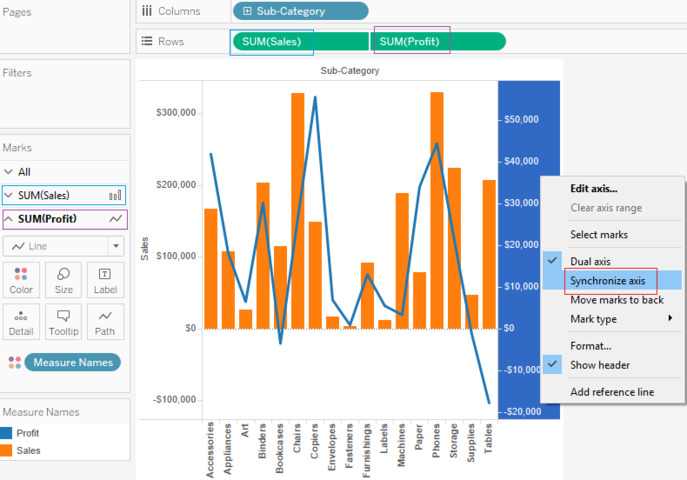 Pages
Columns
Sub-Category
Rows
SUM(Sales)
SUM(Profit)
Filters
Marks
All
SUM(Sales)
SUM(Profit)
Line
Color
Size
Label
Detail
Tooltip
Path
Measure Names
Measure Names
Profit
Sales
Sub-Category
Sales
$300,000
$200,000
$100,000
$0
-$100,000
$50,000
$40,000
$30,000
$20,000
$10,000
$0
-$10,000
-$20,000
Accessories
Appliances
Art
Binders
Bookcases
Chairs
Copiers
Envelopes
Fasteners
Furnishings
Labels
Machines
Paper
Phones
Storage
Supplies
Tables
Edit axis...
Clear axis range
Select marks
Dual axis
Synchronize axis
Move marks to back
Mark type
Format...
Show header
Add reference line